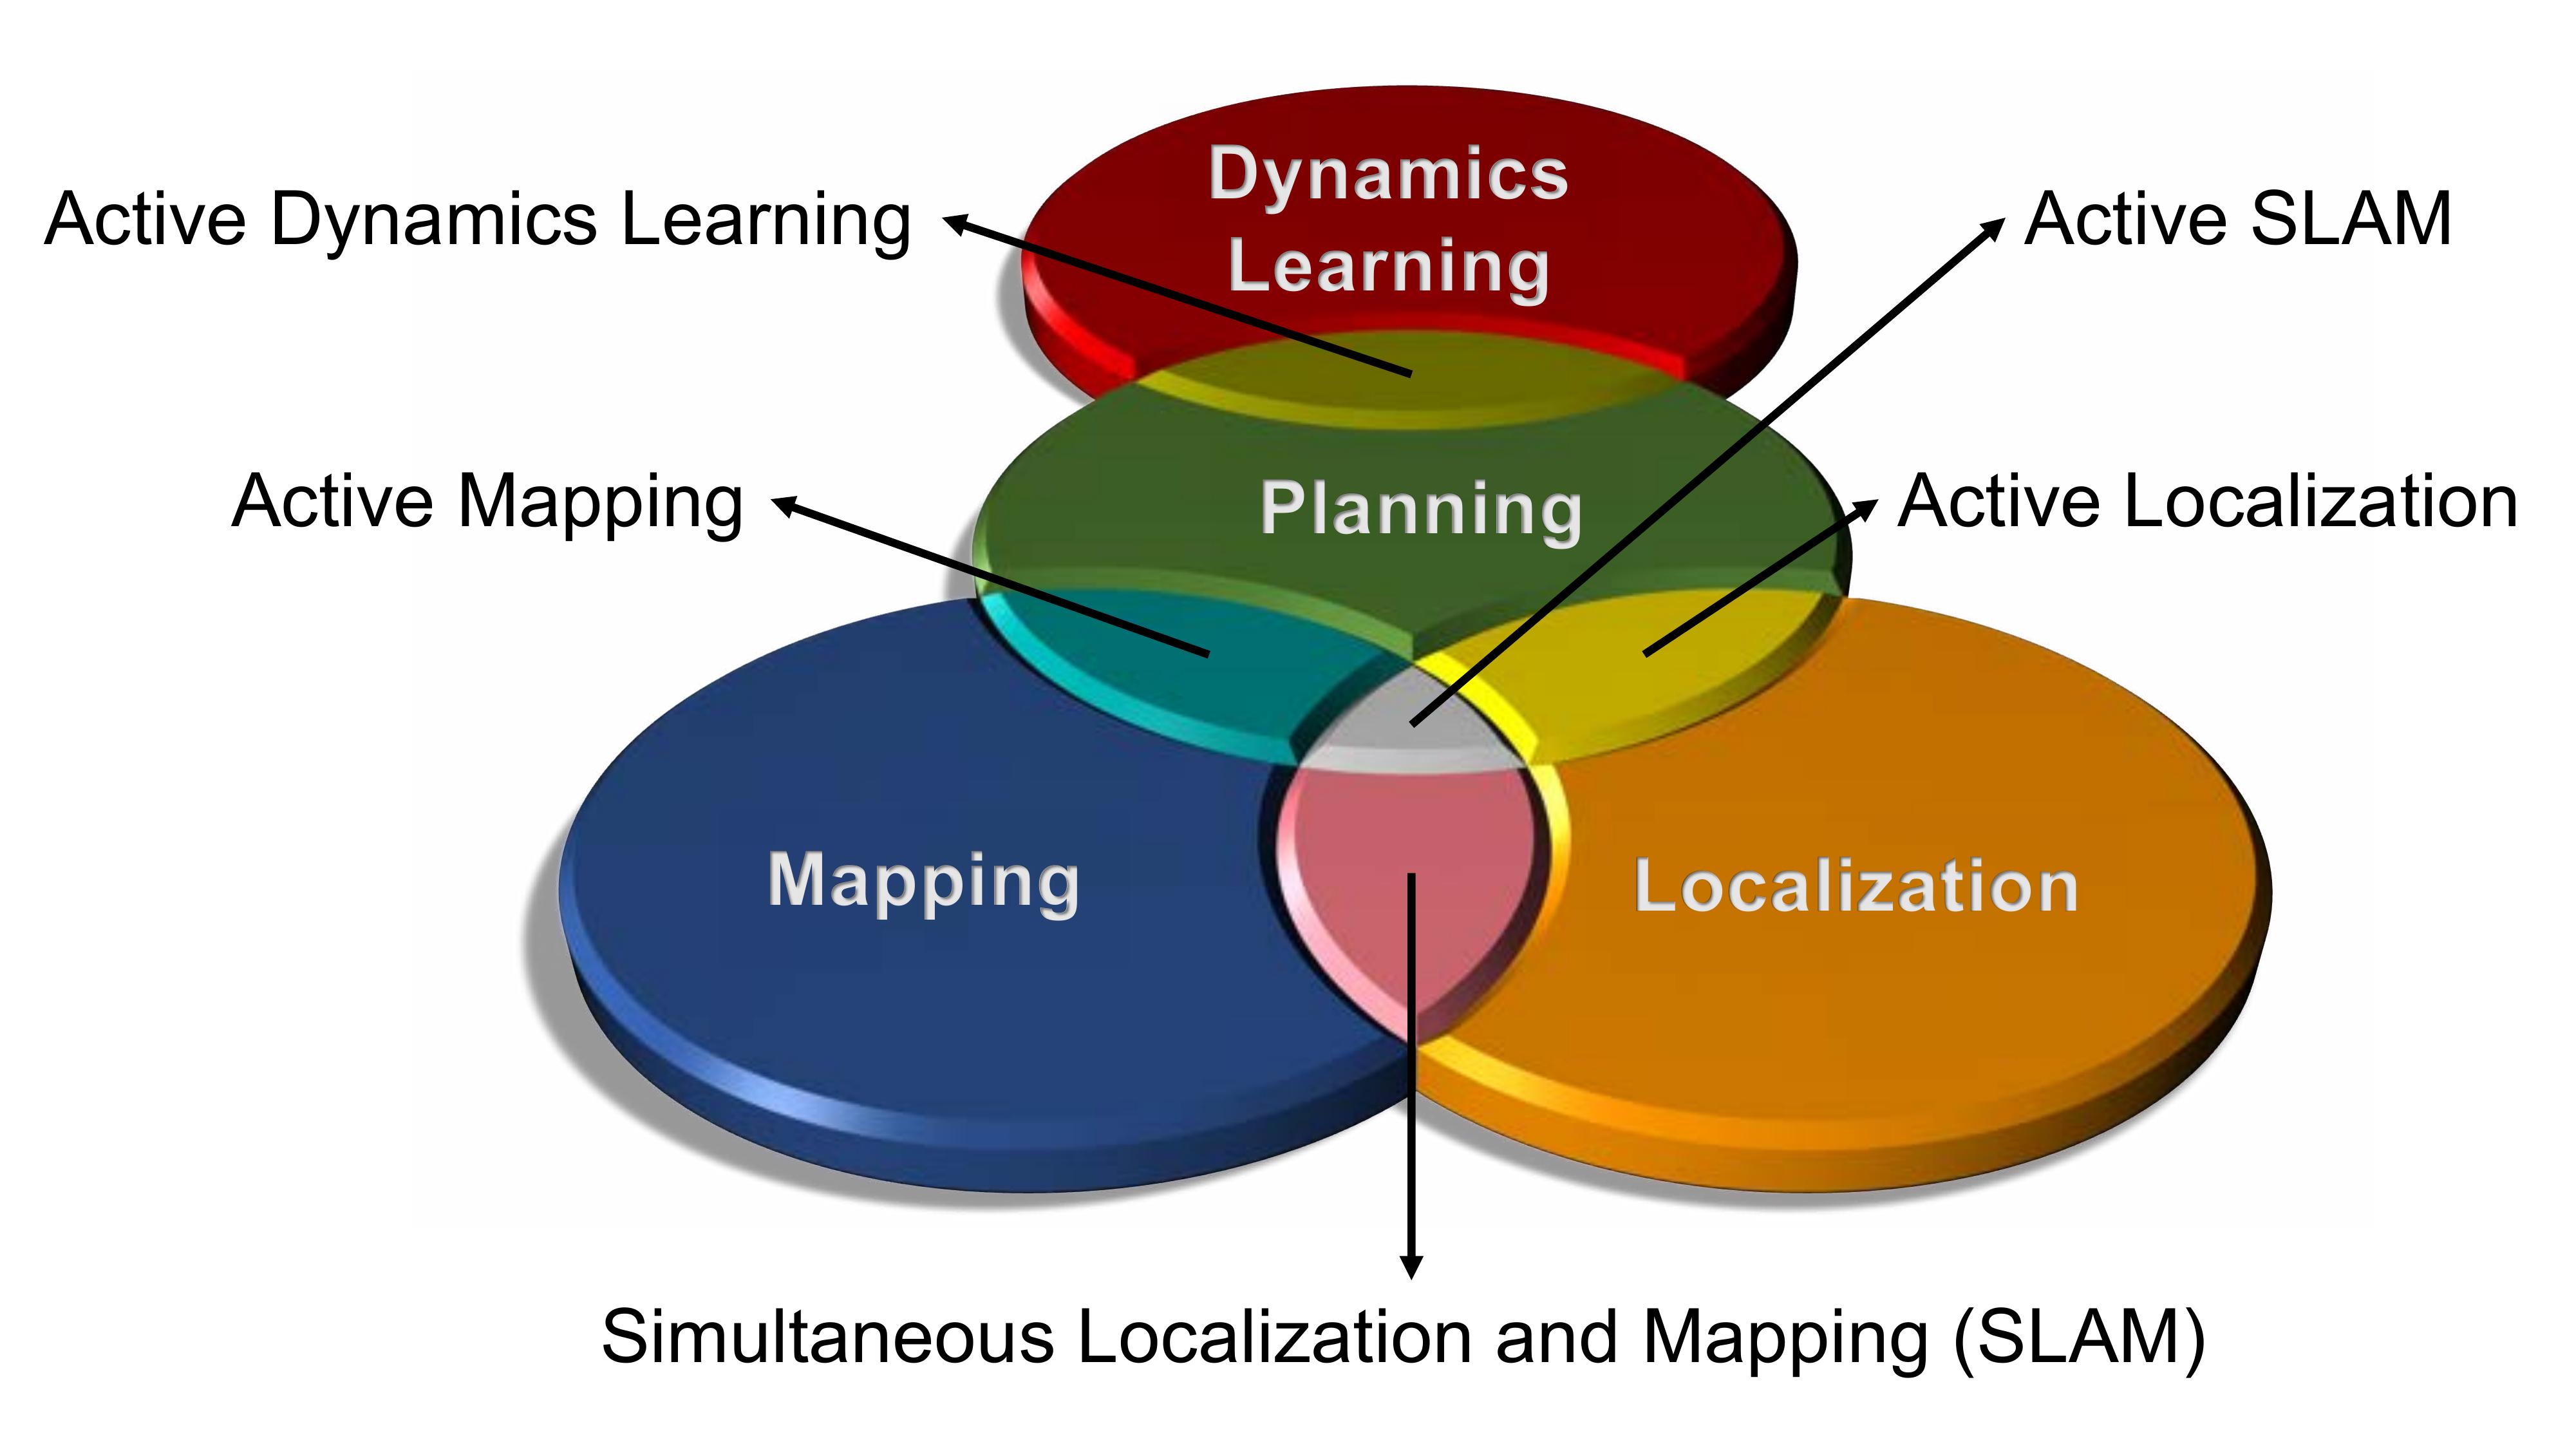 Dynamics
Learning
Active Dynamics Learning
Active SLAM
Planning
Active Mapping
Active Localization
Mapping
Localization
Simultaneous Localization and Mapping (SLAM)